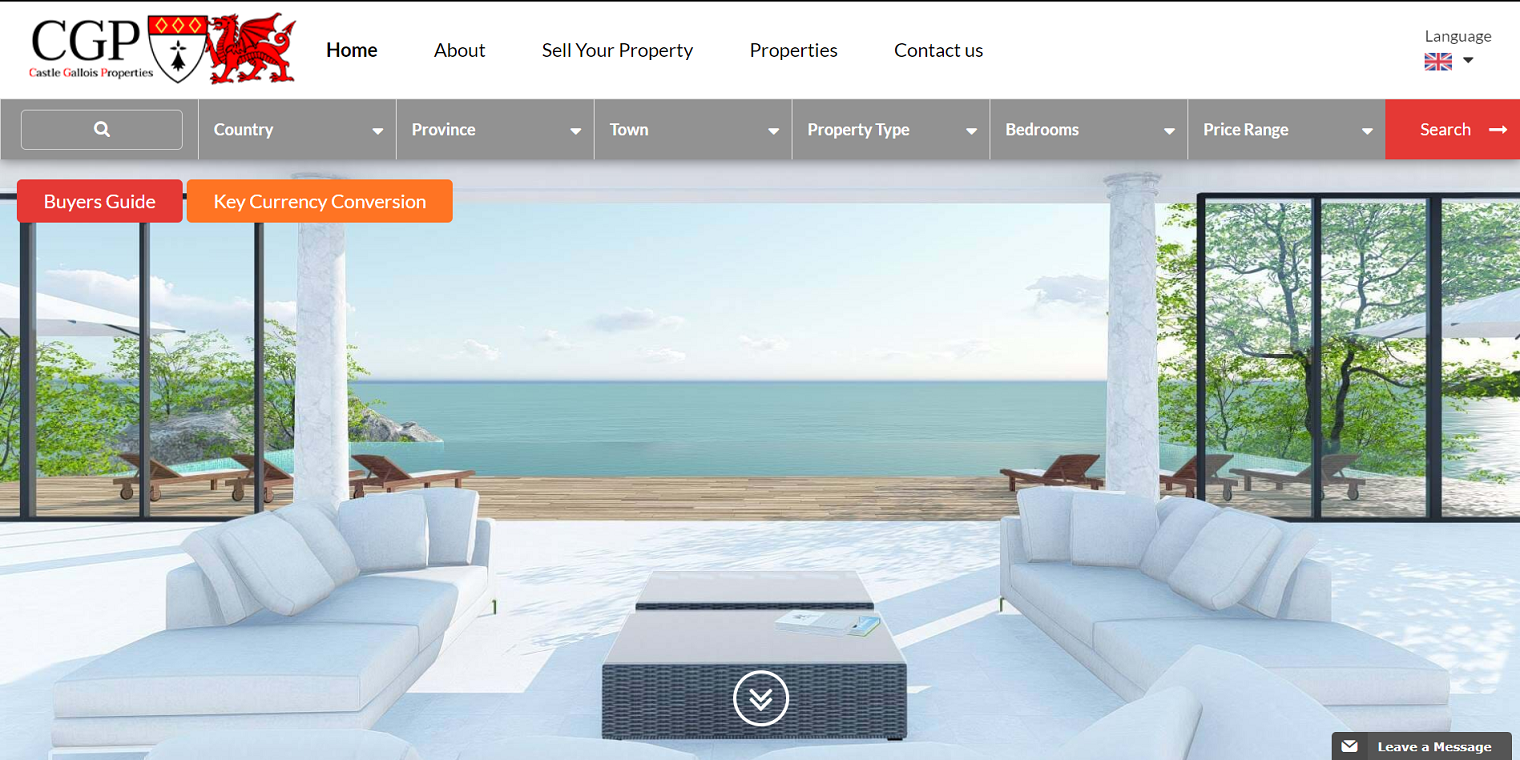 CGP
Castle Gallois Properties
Home
About
Sell Your Property
Properties
Contact us
Language
Country
Province
Town
Property Type
Bedrooms
Price Range
Search
Buyers Guide
Key Currency Conversion
Leave a Message